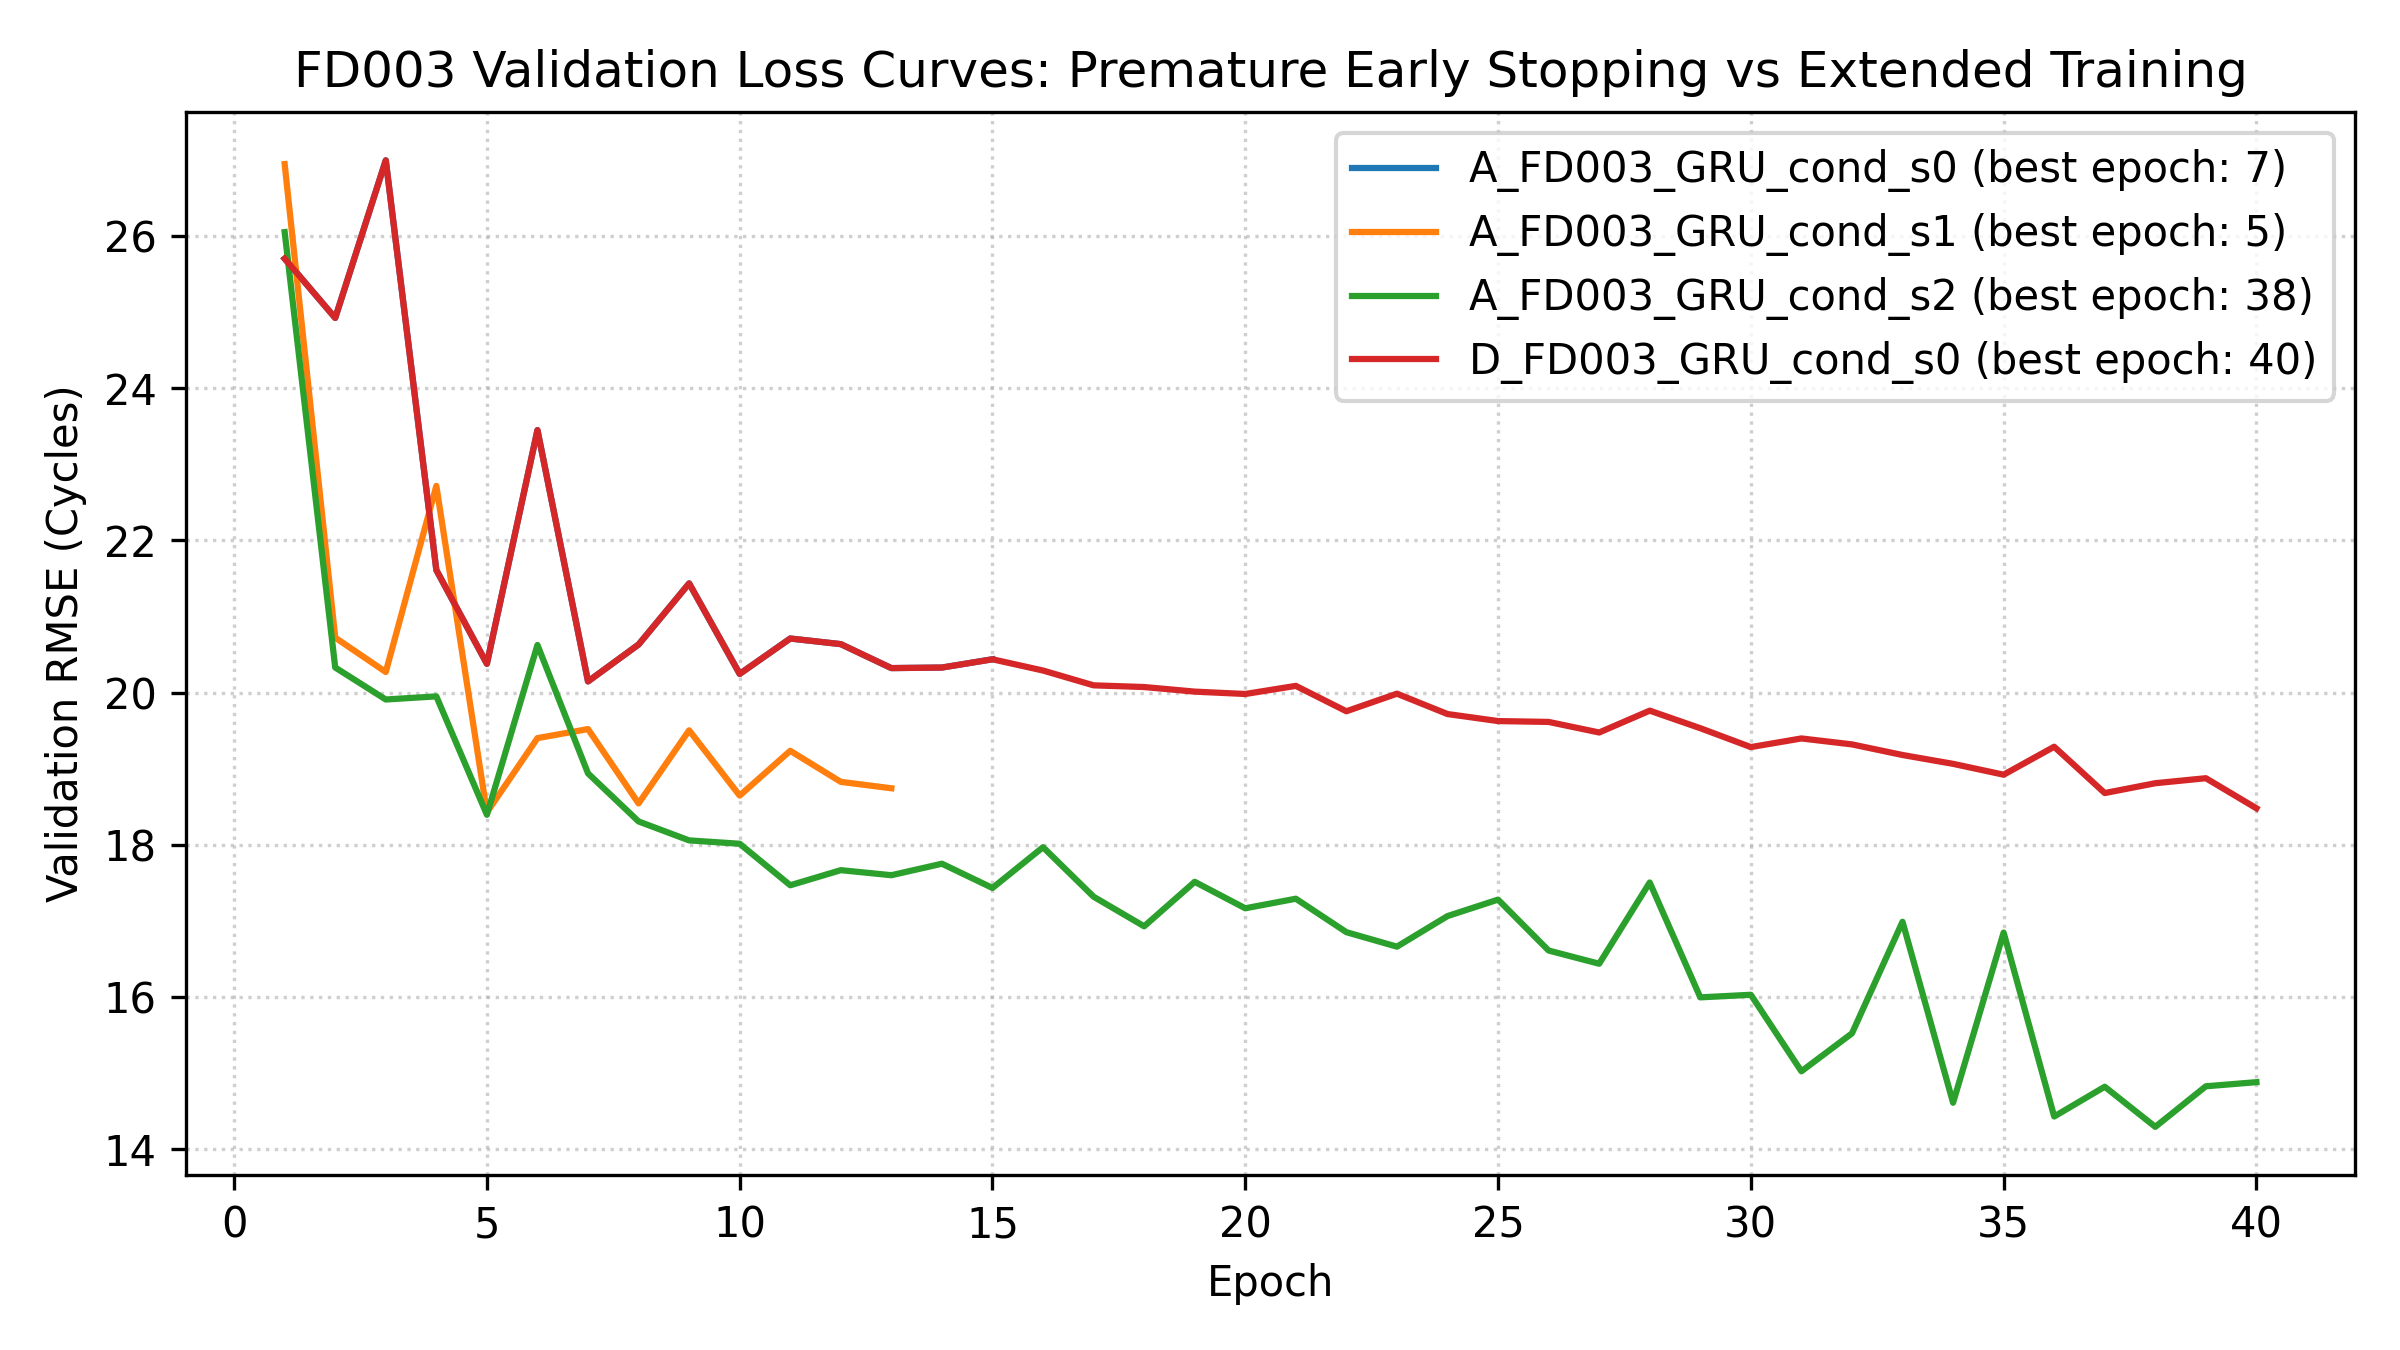 FD003 Validation Loss Curves: Premature Early Stopping vs Extended Training
A_FD003_GRU_cond_s0 (best epoch: 7)
A_FD003_GRU_cond_s1 (best epoch: 5)
A_FD003_GRU_cond_s2 (best epoch: 38)
D_FD003_GRU_cond_s0 (best epoch: 40)
Validation RMSE (Cycles)
26
24
22
20
18
16
14
0 5 10 15 20 25 30 35 40
Epoch